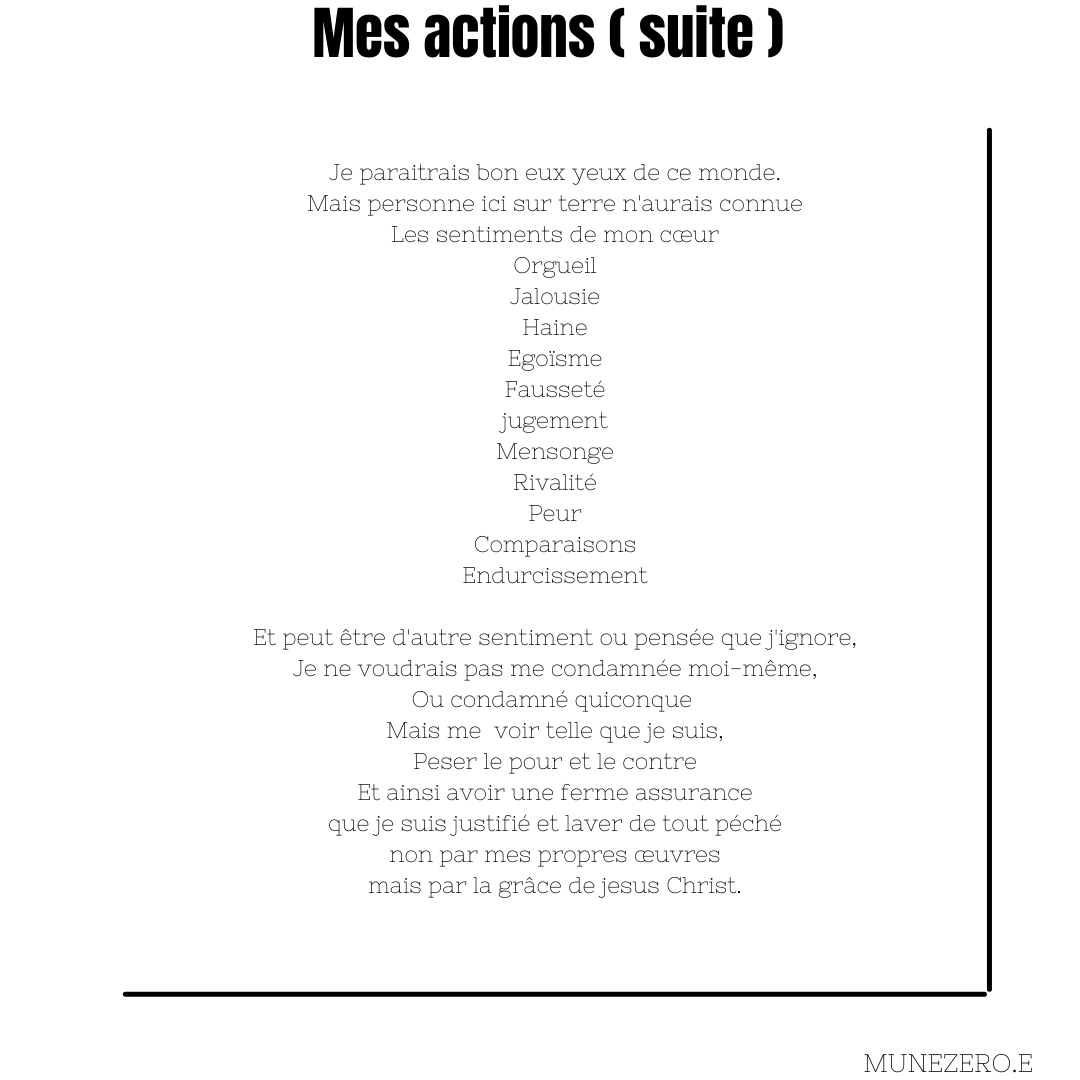 Mes actions ( suite )
Je paraitrais bon eux yeux de ce monde.
Mais personne ici sur terre n'aurais connue
Les sentiments de mon cœur
Orgueil
Jalousie
Haine
Egoïsme
Fausseté
jugement
Mensonge
Rivalité
Peur
Comparaisons
Endurcissement
Et peut être d'autre sentiment ou pensée que j'ignore,
Je ne voudrais pas me condamnée moi-même,
Ou condamné quiconque
Mais me  voir telle que je suis,
Peser le pour et le contre
Et ainsi avoir une ferme assurance
que je suis justifié et laver de tout péché
non par mes propres œuvres
mais par la grâce de jesus Christ.
MUNEZERO.E